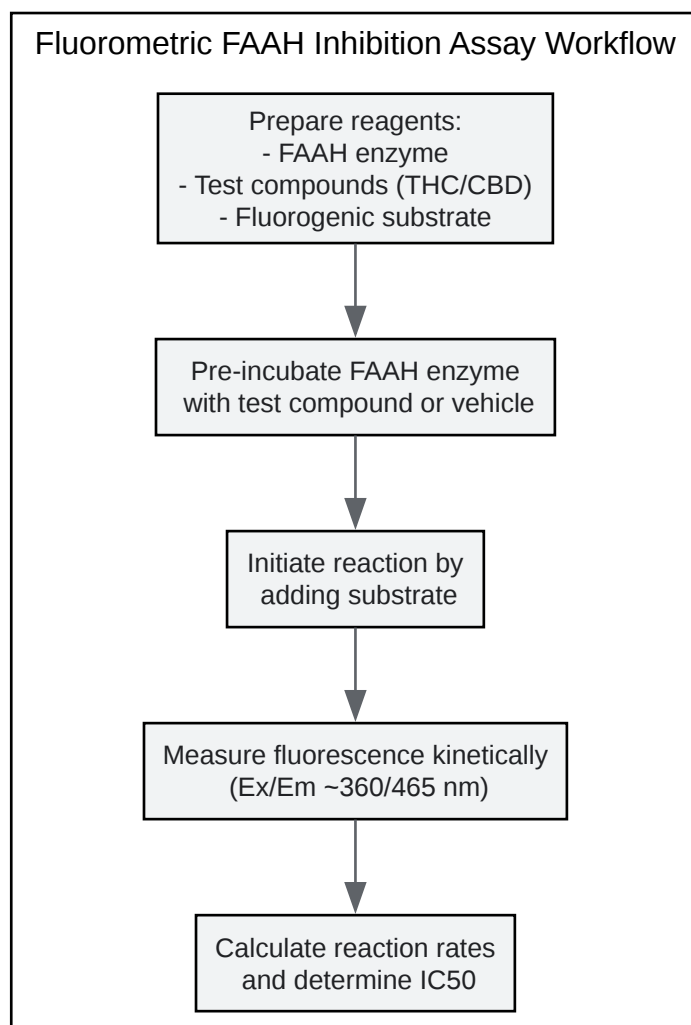 Fluorometric FAAH Inhibition Assay Workflow
Prepare reagents:
- FAAH enzyme
- Test compounds (THC/CBD)
- Fluorogenic substrate
Pre-incubate FAAH enzyme
with test compound or vehicle
Initiate reaction by
adding substrate
Measure fluorescence kinetically
(Ex/Em ~360/465 nm)
Calculate reaction rates
and determine IC50